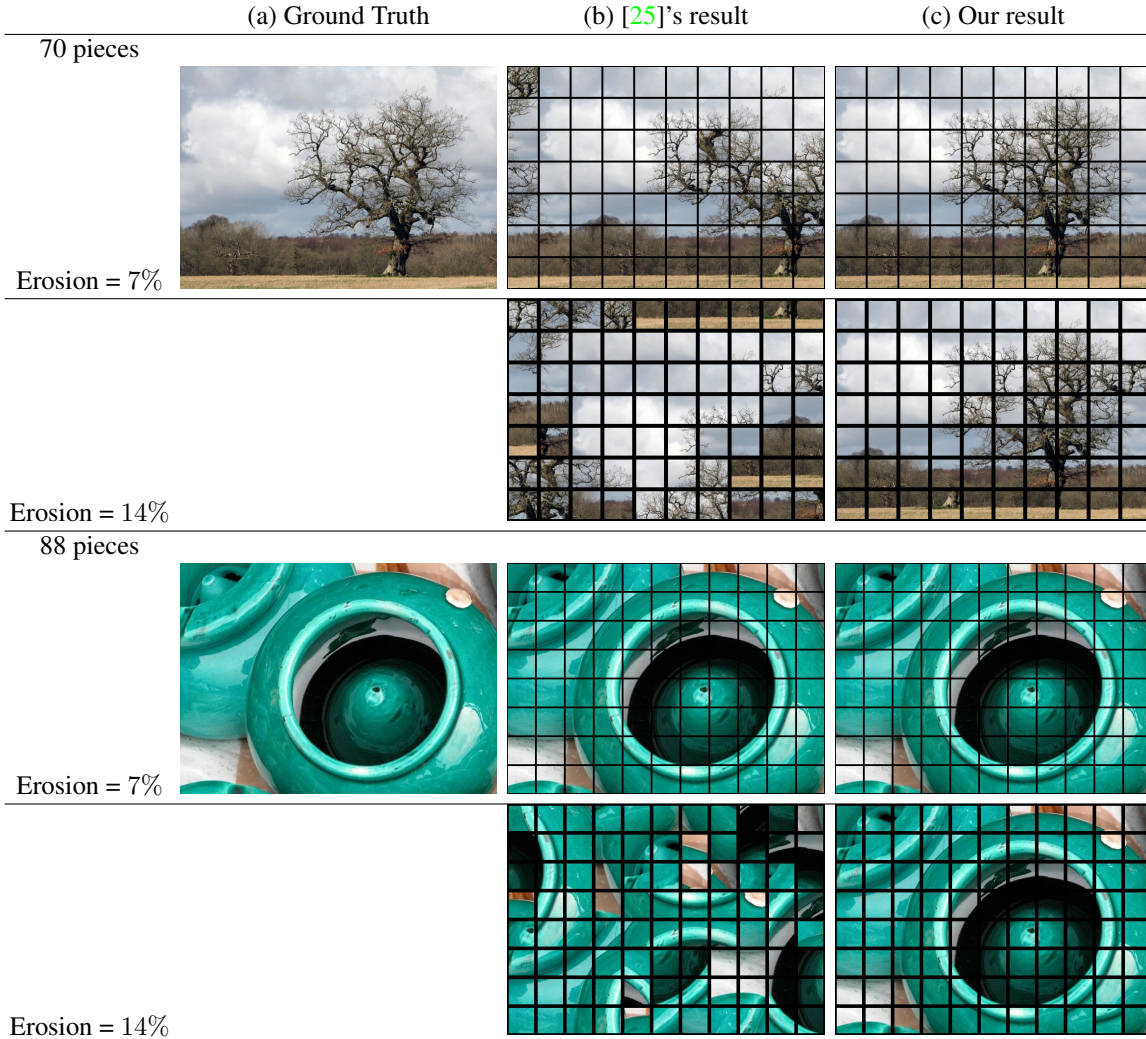 (a) Ground Truth (b) [25]'s result (c) Our result
70 pieces
Erosion = 7%
Erosion = 14%
88 pieces
Erosion = 7%
Erosion = 14%